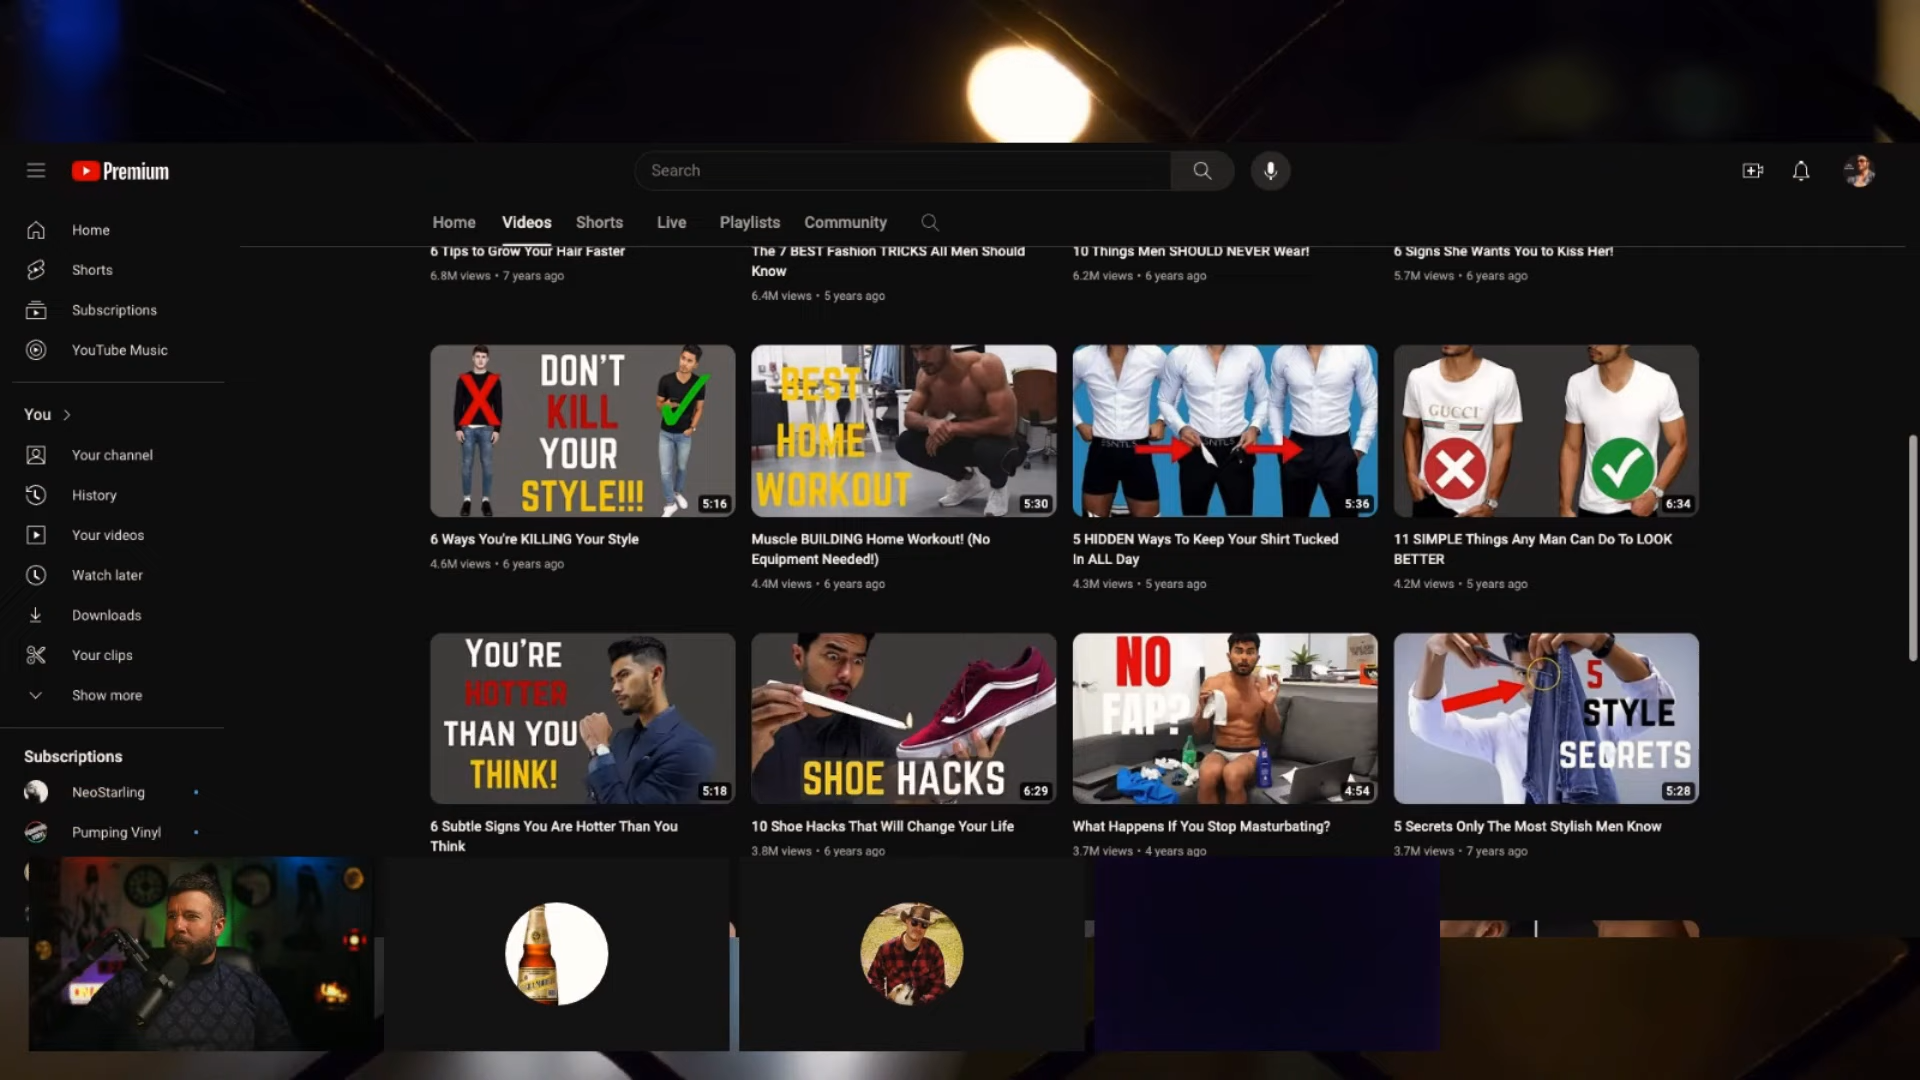 Premium
Search
Home
Videos
Shorts
Live
Playlists
Community
Home
Shorts
Subscriptions
YouTube Music
You
Your channel
History
Your videos
Watch later
Downloads
Your clips
Show more
Subscriptions
NeoStarling
Pumping Vinyl
6 Tips to Grow Your Hair Faster
6.8M views • 7 years ago
The 7 BEST Fashion TRICKS All Men Should
Know
6.4M views • 5 years ago
10 Things Men SHOULD NEVER Wear!
6.2M views • 6 years ago
6 Signs She Wants You to Kiss Her!
5.7M views • 6 years ago
DON'T
KILL
YOUR
STYLE!!!
5:16
6 Ways You're KILLING Your Style
4.6M views • 6 years ago
BEST
HOME
WORKOUT
5:30
Muscle BUILDING Home Workout! (No
Equipment Needed!)
4.4M views • 6 years ago
5:36
5 HIDDEN Ways To Keep Your Shirt Tucked
In ALL Day
4.3M views • 5 years ago
GUCCI
6:34
11 SIMPLE Things Any Man Can Do To LOOK
BETTER
4.2M views • 5 years ago
YOU'RE
HOTTER
THAN YOU
THINK!
5:18
6 Subtle Signs You Are Hotter Than You
Think
SHOE HACKS
6:29
10 Shoe Hacks That Will Change Your Life
3.8M views • 6 years ago
NO
FAP?
4:54
What Happens If You Stop Masturbating?
3.7M views • 4 years ago
5
STYLE
SECRETS
5:28
5 Secrets Only The Most Stylish Men Know
3.7M views • 7 years ago